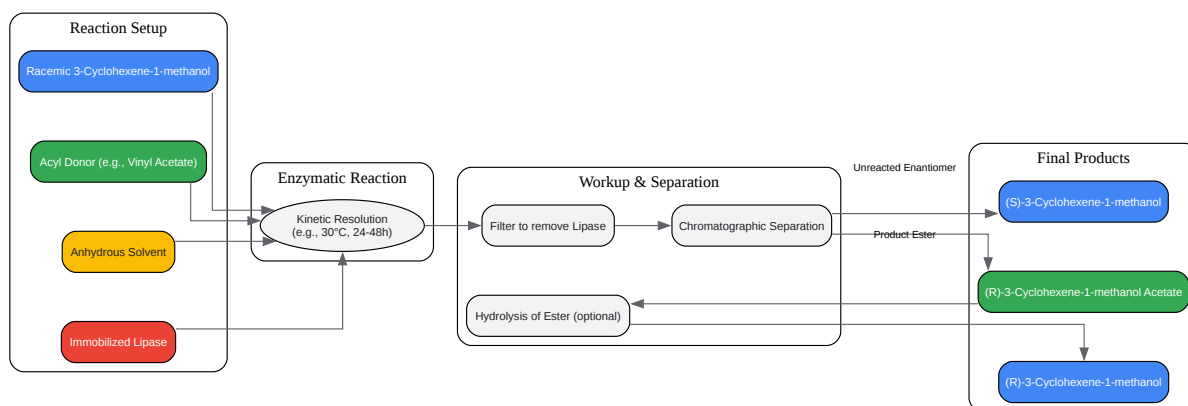 Reaction Setup
Racemic 3-Cyclohexene-1-methanol
Acyl Donor (e.g., Vinyl Acetate)
Anhydrous Solvent
Immobilized Lipase
Enzymatic Reaction
Kinetic Resolution
(e.g., 30°C, 24-48h)
Workup & Separation
Filter to remove Lipase
Chromatographic Separation
Hydrolysis of Ester (optional)
Unreacted Enantiomer
Product Ester
Final Products
(S)-3-Cyclohexene-1-methanol
(R)-3-Cyclohexene-1-methanol Acetate
(R)-3-Cyclohexene-1-methanol